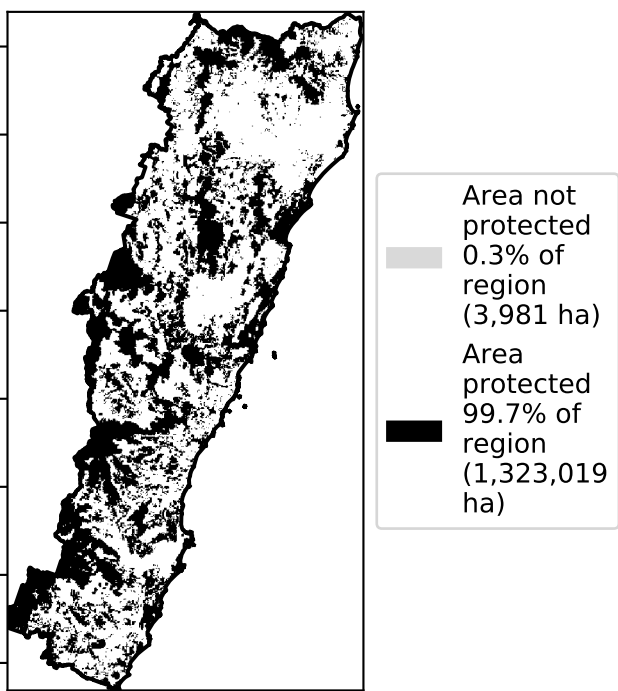 Area not
protected
0.3% of
region
(3,981 ha)
Area
protected
99.7% of
region
(1,323,019
ha)